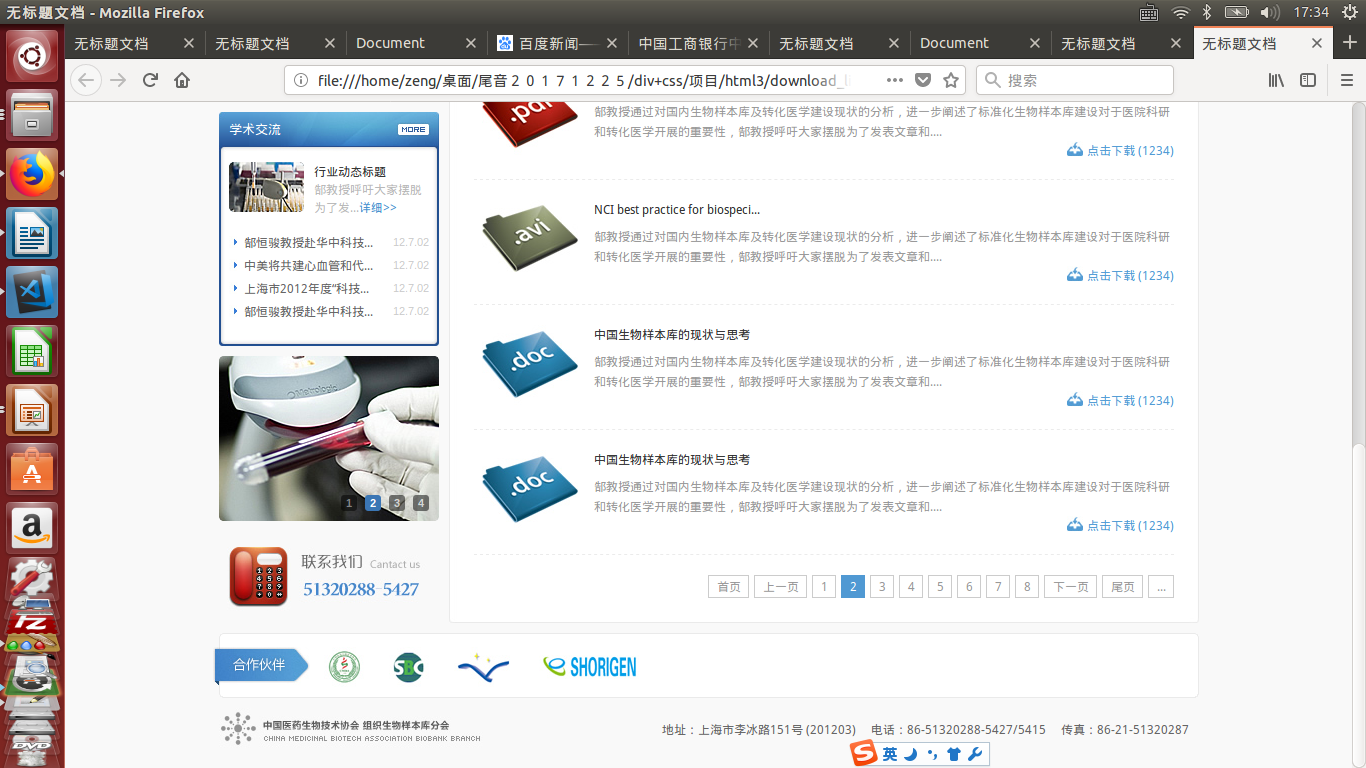 无标题文档 - Mozilla Firefox
17:34
无标题文档
无标题文档
Document
百度新闻—
中国工商银行中
无标题文档
Document
无标题文档
无标题文档
file:///home/zeng/桌面/尾音２０１７１２２５/div+css/项目/html3/download_l
搜索
学术交流
MORE
行业动态标题
郜教授呼吁大家摆脱
为了发...详细>>
郜恒骏教授赴华中科技... 12.7.02
中美将共建心血管和代... 12.7.02
上海市2012年度“科技... 12.7.02
郜恒骏教授赴华中科技... 12.7.02
Metrologic
1 2 3 4
联系我们 Cantact us
51320288-5427
.pdf
郜教授通过对国内生物样本库及转化医学建设现状的分析，进一步阐述了标准化生物样本库建设对于医院科研
和转化医学开展的重要性，郜教授呼吁大家摆脱为了发表文章和....
点击下载 (1234)
.avi
NCI best practice for biospeci...
郜教授通过对国内生物样本库及转化医学建设现状的分析，进一步阐述了标准化生物样本库建设对于医院科研
和转化医学开展的重要性，郜教授呼吁大家摆脱为了发表文章和....
点击下载 (1234)
.doc
中国生物样本库的现状与思考
郜教授通过对国内生物样本库及转化医学建设现状的分析，进一步阐述了标准化生物样本库建设对于医院科研
和转化医学开展的重要性，郜教授呼吁大家摆脱为了发表文章和....
点击下载 (1234)
.doc
中国生物样本库的现状与思考
郜教授通过对国内生物样本库及转化医学建设现状的分析，进一步阐述了标准化生物样本库建设对于医院科研
和转化医学开展的重要性，郜教授呼吁大家摆脱为了发表文章和....
点击下载 (1234)
首页 上一页 1 2 3 4 5 6 7 8 下一页 尾页 ...
合作伙伴
SBC
SHORIGEN
中国医药生物技术协会 组织生物样本库分会
CHINA MEDICINAL BIOTECH ASSOCIATION BIOBANK BRANCH
地址：上海市李冰路151号 (201203) 电话：86-51320288-5427/5415 传真：86-21-51320287
英